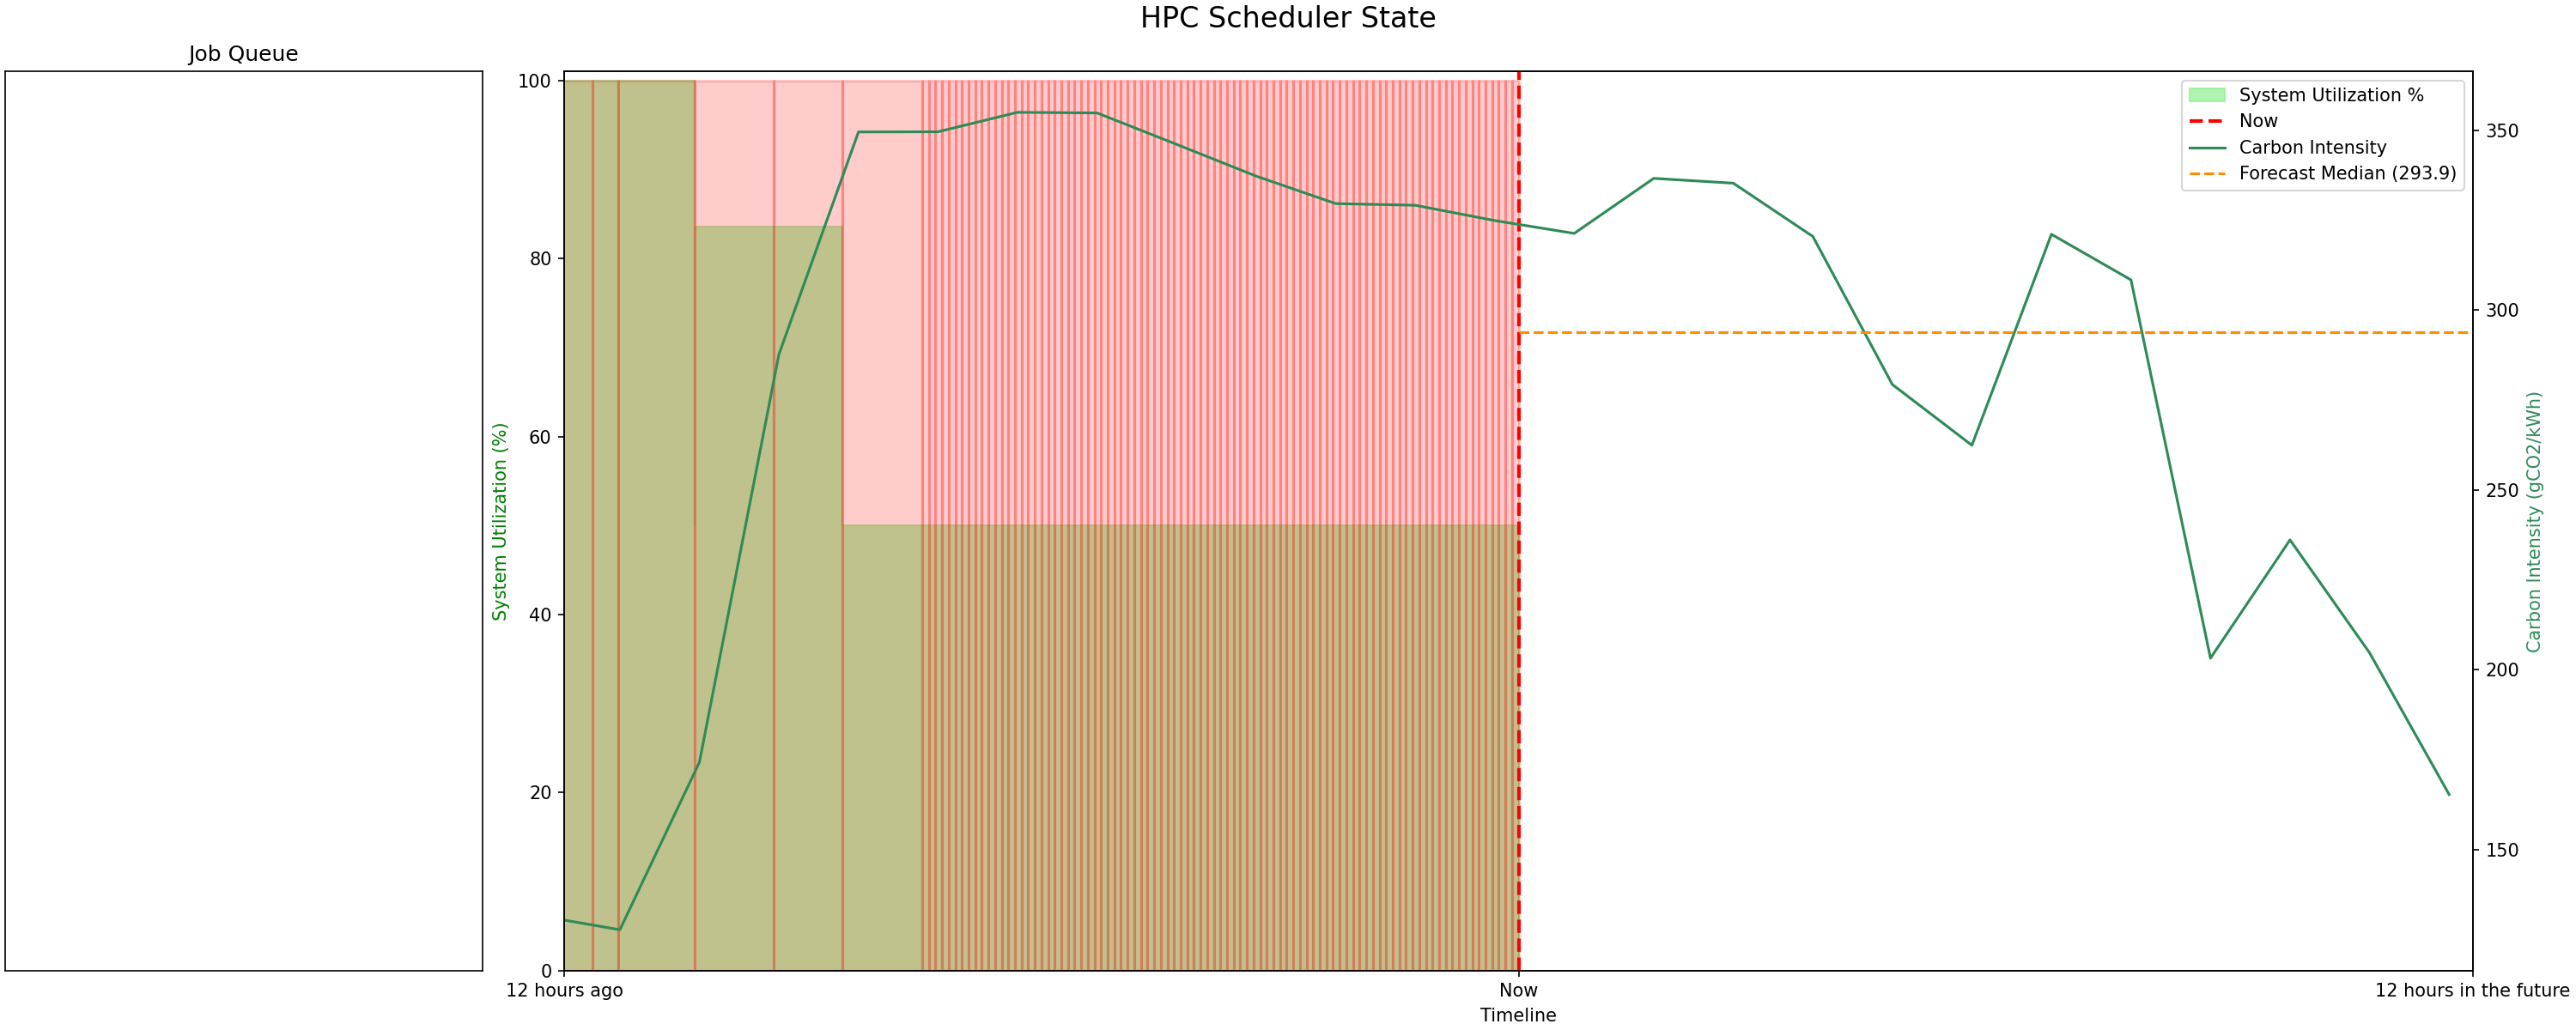 HPC Scheduler State
Job Queue
System Utilization (%)
100
80
60
40
20
0
System Utilization %
Now
Carbon Intensity
Forecast Median (293.9)
350
300
250
200
150
Carbon Intensity (gCO2/kWh)
12 hours ago
Now
12 hours in the future
Timeline